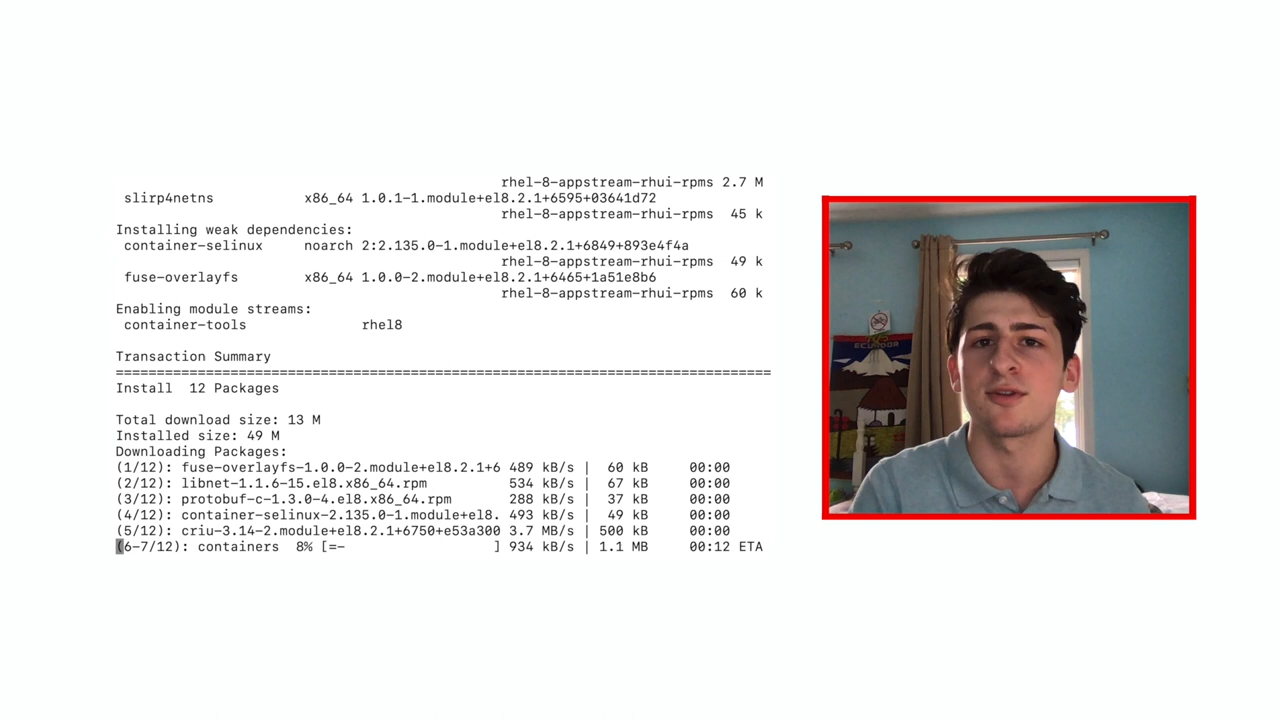 rhel-8-appstream-rhui-rpms 2.7 M
slirp4netns x86_64 1.0.1-1.module+el8.2.1+6595+03641d72
rhel-8-appstream-rhui-rpms 45 k
Installing weak dependencies:
container-selinux noarch 2:2.135.0-1.module+el8.2.1+6849+893e4f4a
rhel-8-appstream-rhui-rpms 49 k
fuse-overlayfs x86_64 1.0.0-2.module+el8.2.1+6465+1a51e8b6
rhel-8-appstream-rhui-rpms 60 k
Enabling module streams:
container-tools rhel8
Transaction Summary
================================================================================
Install 12 Packages
Total download size: 13 M
Installed size: 49 M
Downloading Packages:
(1/12): fuse-overlayfs-1.0.0-2.module+el8.2.1+6 489 kB/s | 60 kB 00:00
(2/12): libnet-1.1.6-15.el8.x86_64.rpm 534 kB/s | 67 kB 00:00
(3/12): protobuf-c-1.3.0-4.el8.x86_64.rpm 288 kB/s | 37 kB 00:00
(4/12): container-selinux-2.135.0-1.module+el8. 493 kB/s | 49 kB 00:00
(5/12): criu-3.14-2.module+el8.2.1+6750+e53a300 3.7 MB/s | 500 kB 00:00
(6-7/12): containers 8% [=- ] 934 kB/s | 1.1 MB 00:12 ETA
ECUADOR